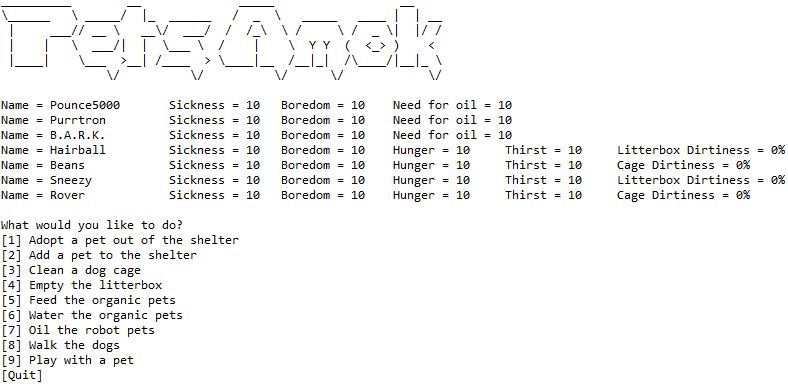 Pets Amok
Name = Pounce5000 Sickness = 10 Boredom = 10 Need for oil = 10
Name = Purrtron Sickness = 10 Boredom = 10 Need for oil = 10
Name = B.A.R.K. Sickness = 10 Boredom = 10 Need for oil = 10
Name = Hairball Sickness = 10 Boredom = 10 Hunger = 10 Thirst = 10 Litterbox Dirtiness = 0%
Name = Beans Sickness = 10 Boredom = 10 Hunger = 10 Thirst = 10 Cage Dirtiness = 0%
Name = Sneezy Sickness = 10 Boredom = 10 Hunger = 10 Thirst = 10 Litterbox Dirtiness = 0%
Name = Rover Sickness = 10 Boredom = 10 Hunger = 10 Thirst = 10 Cage Dirtiness = 0%
What would you like to do?
[1] Adopt a pet out of the shelter
[2] Add a pet to the shelter
[3] Clean a dog cage
[4] Empty the litterbox
[5] Feed the organic pets
[6] Water the organic pets
[7] Oil the robot pets
[8] Walk the dogs
[9] Play with a pet
[Quit]